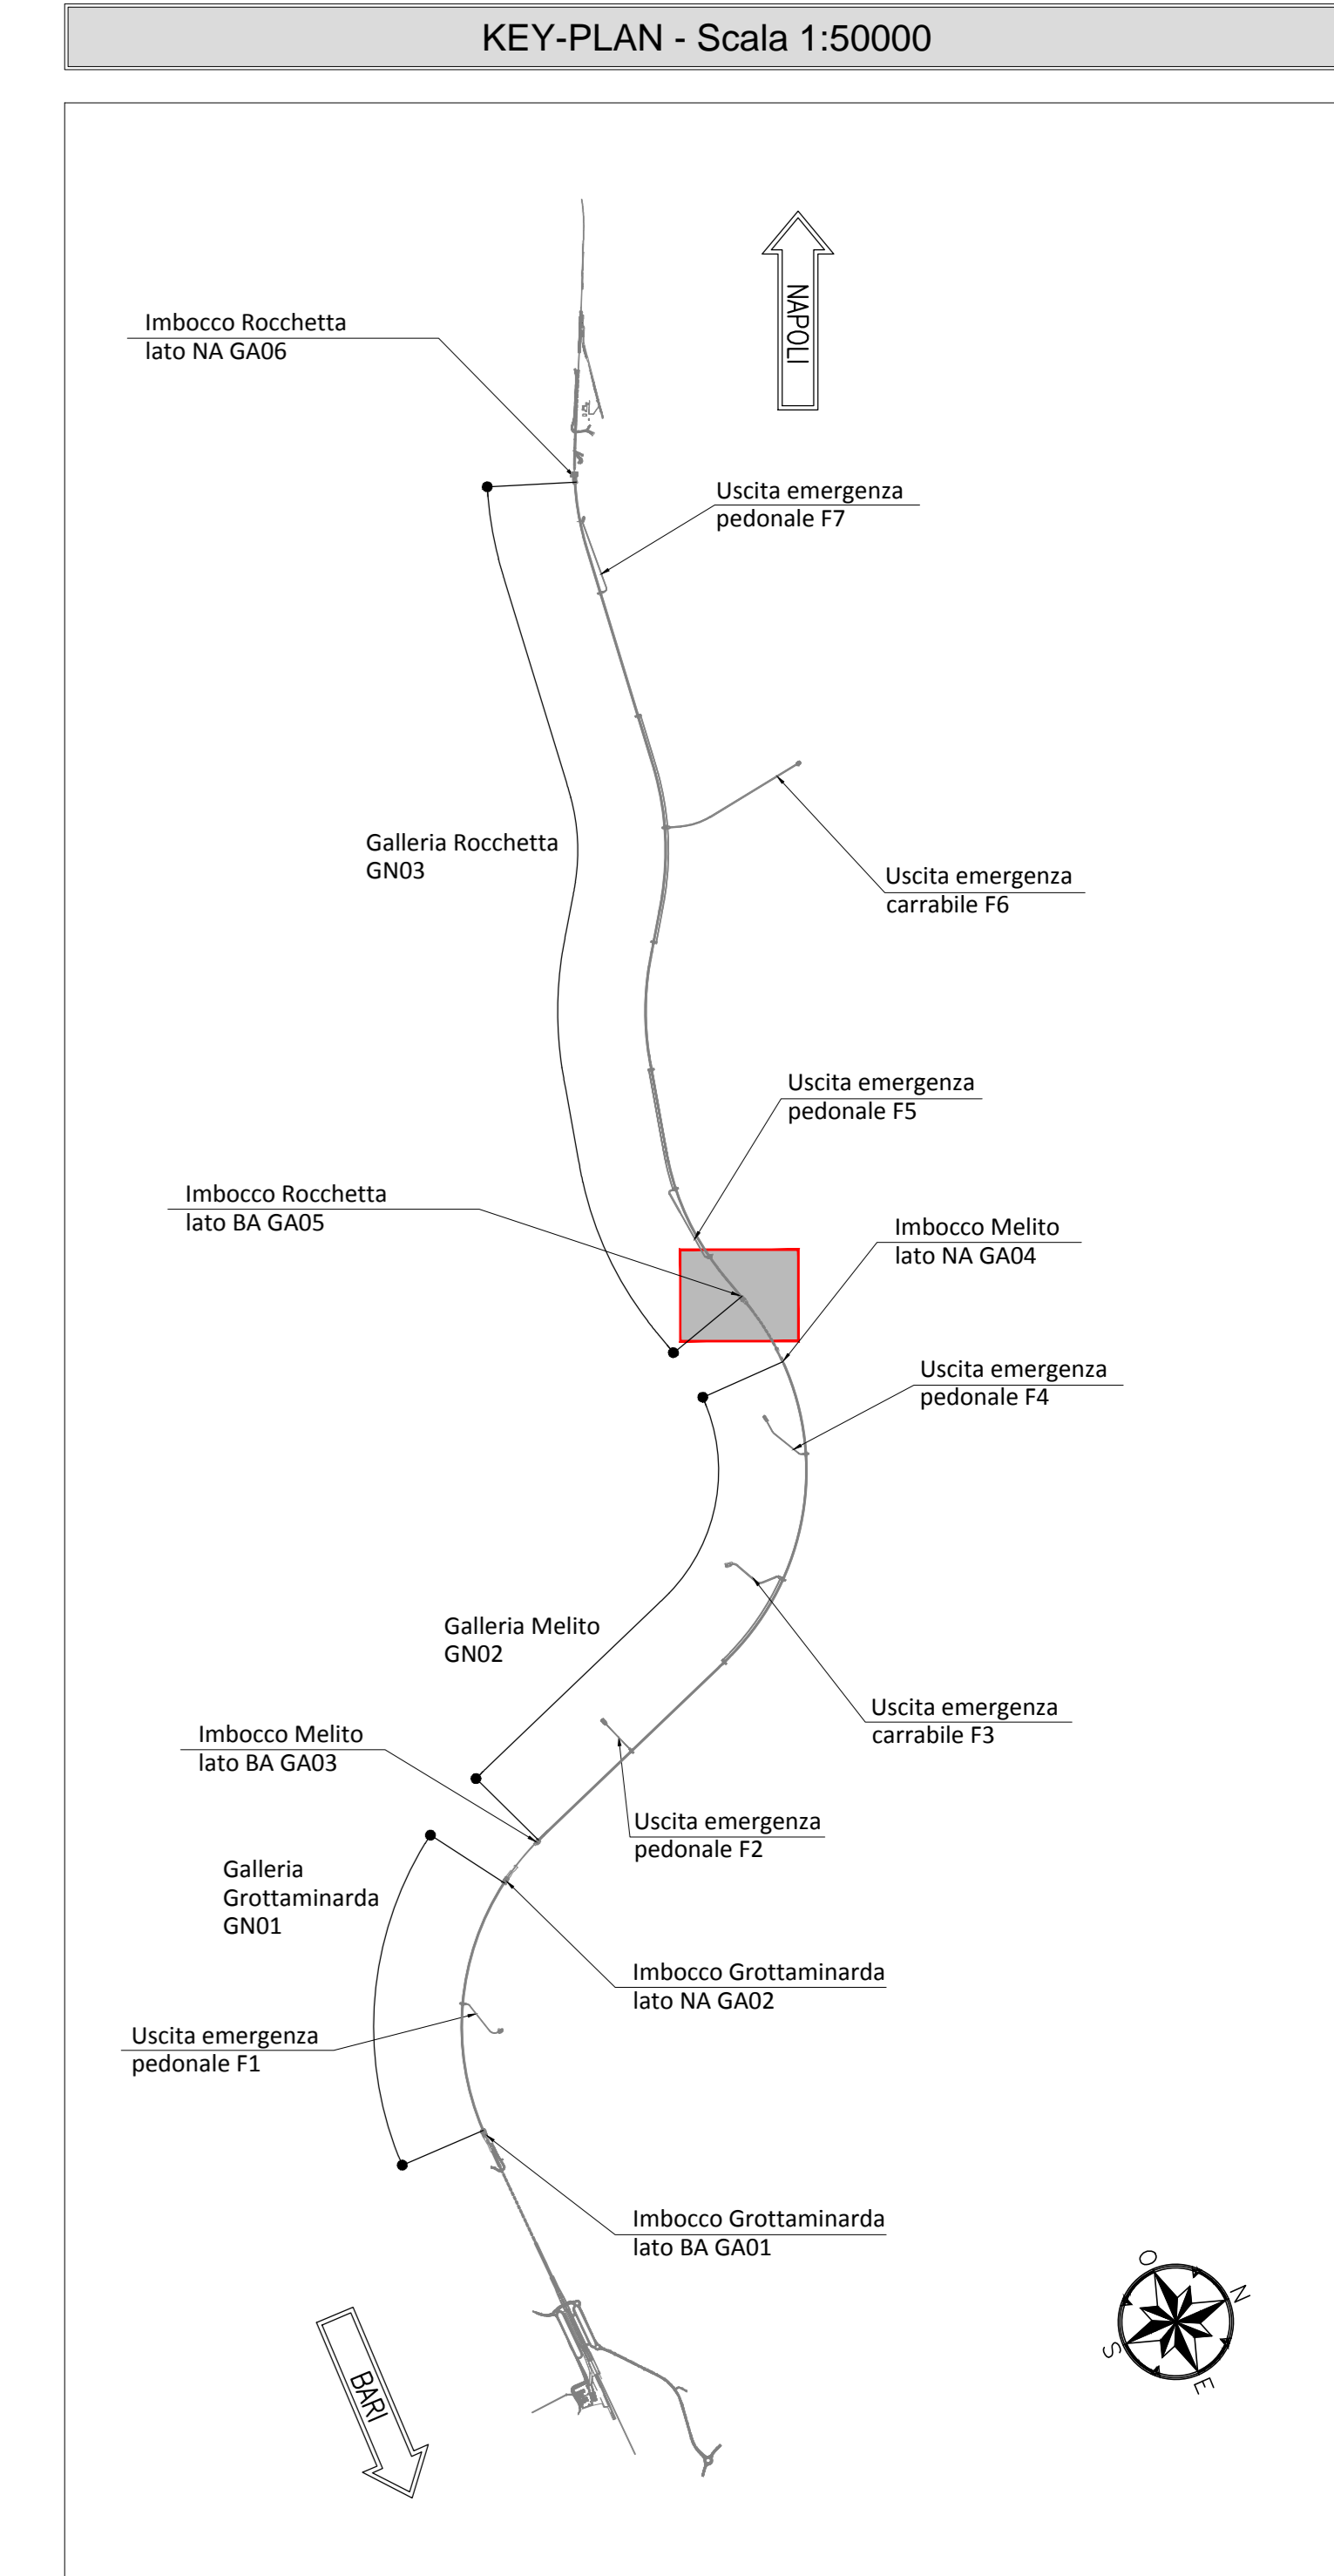 KEY-PLAN - Scala 1:50000
NAPOLI
Imbocco Rocchetta
lato NA GA06
Uscita emergenza
pedonale F7
Galleria Rocchetta
GN03
Uscita emergenza
carrabile F6
Uscita emergenza
pedonale F5
Imbocco Rocchetta
lato BA GA05
Imbocco Melito
lato NA GA04
Uscita emergenza
pedonale F4
Galleria Melito
GN02
Uscita emergenza
carrabile F3
Imbocco Melito
lato BA GA03
Uscita emergenza
pedonale F2
Galleria
Grottaminarda
GN01
Imbocco Grottaminarda
lato NA GA02
Uscita emergenza
pedonale F1
Imbocco Grottaminarda
lato BA GA01
O
N
S
E
BARI